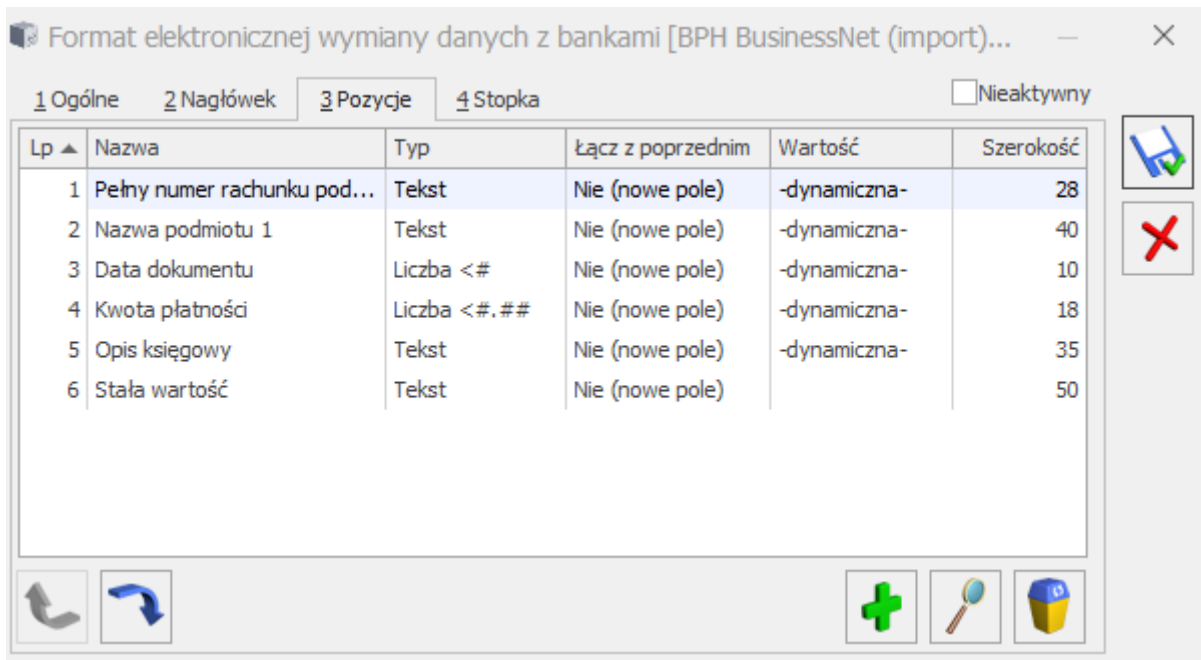 Format elektronicznej wymiany danych z bankami [BPH BusinessNet (import)...
1 Ogólne 2 Nagłówek 3 Pozycje 4 Stopka Nieaktywny
Lp Nazwa Typ Łącz z poprzednim Wartość Szerokość
1 Pełny numer rachunku pod... Tekst Nie (nowe pole) -dynamiczna- 28
2 Nazwa podmiotu 1 Tekst Nie (nowe pole) -dynamiczna- 40
3 Data dokumentu Liczba <# Nie (nowe pole) -dynamiczna- 10
4 Kwota płatności Liczba <#.## Nie (nowe pole) -dynamiczna- 18
5 Opis księgowy Tekst Nie (nowe pole) -dynamiczna- 35
6 Stała wartość Tekst Nie (nowe pole) 50